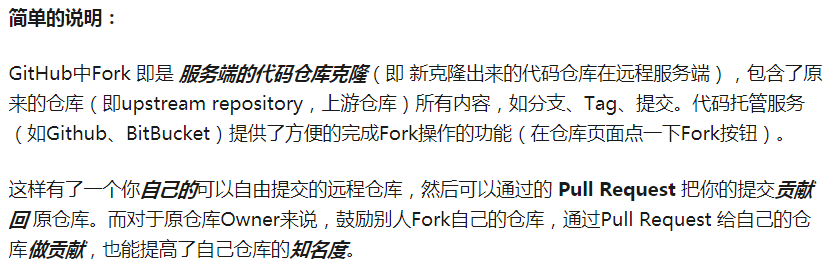 简单的说明：
GitHub中Fork 即是 服务端的代码仓库克隆（即 新克隆出来的代码仓库在远程服务端），包含了原
来的仓库（即upstream repository，上游仓库）所有内容，如分支、Tag、提交。代码托管服务
（如Github、BitBucket）提供了方便的完成Fork操作的功能（在仓库页面点一下Fork按钮）。
这样有了一个你自己的可以自由提交的远程仓库，然后可以通过的 Pull Request 把你的提交贡献
回 原仓库。而对于原仓库Owner来说，鼓励别人Fork自己的仓库，通过Pull Request 给自己的仓
库做贡献，也能提高了自己仓库的知名度。